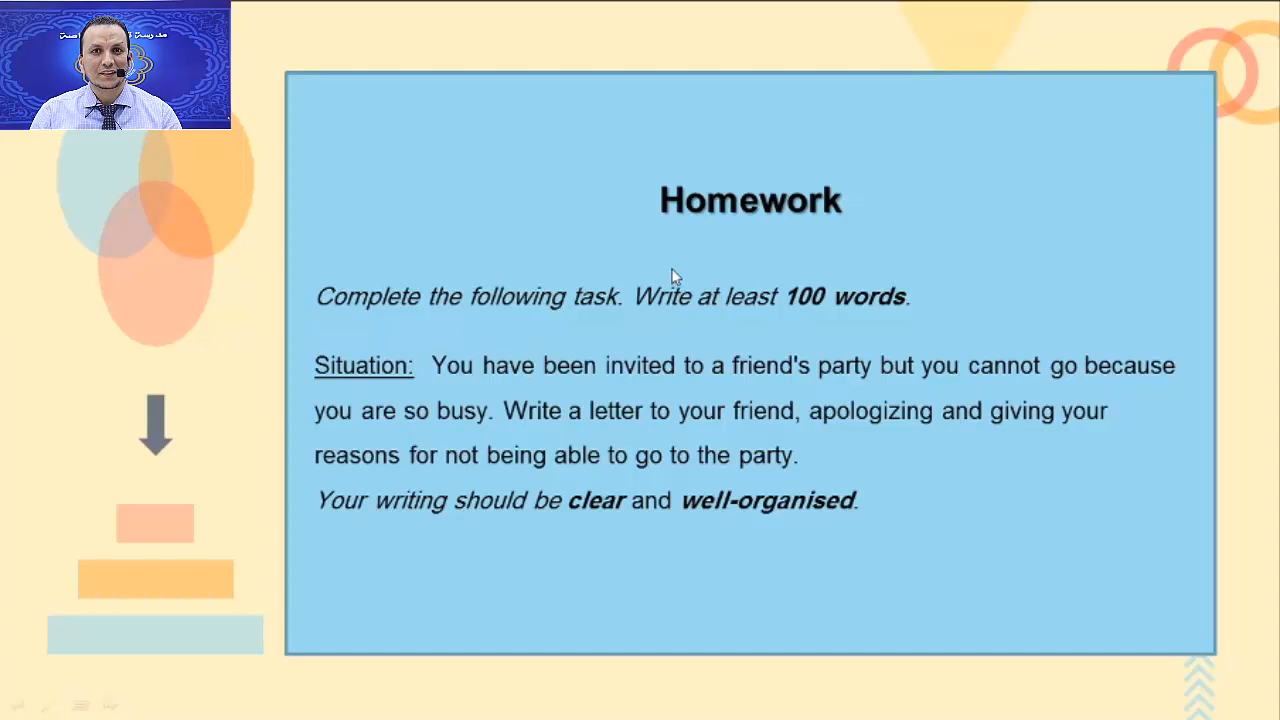 مدرسة
Homework
Complete the following task. Write at least 100 words.
Situation: You have been invited to a friend's party but you cannot go because
you are so busy. Write a letter to your friend, apologizing and giving your
reasons for not being able to go to the party.
Your writing should be clear and well-organised.